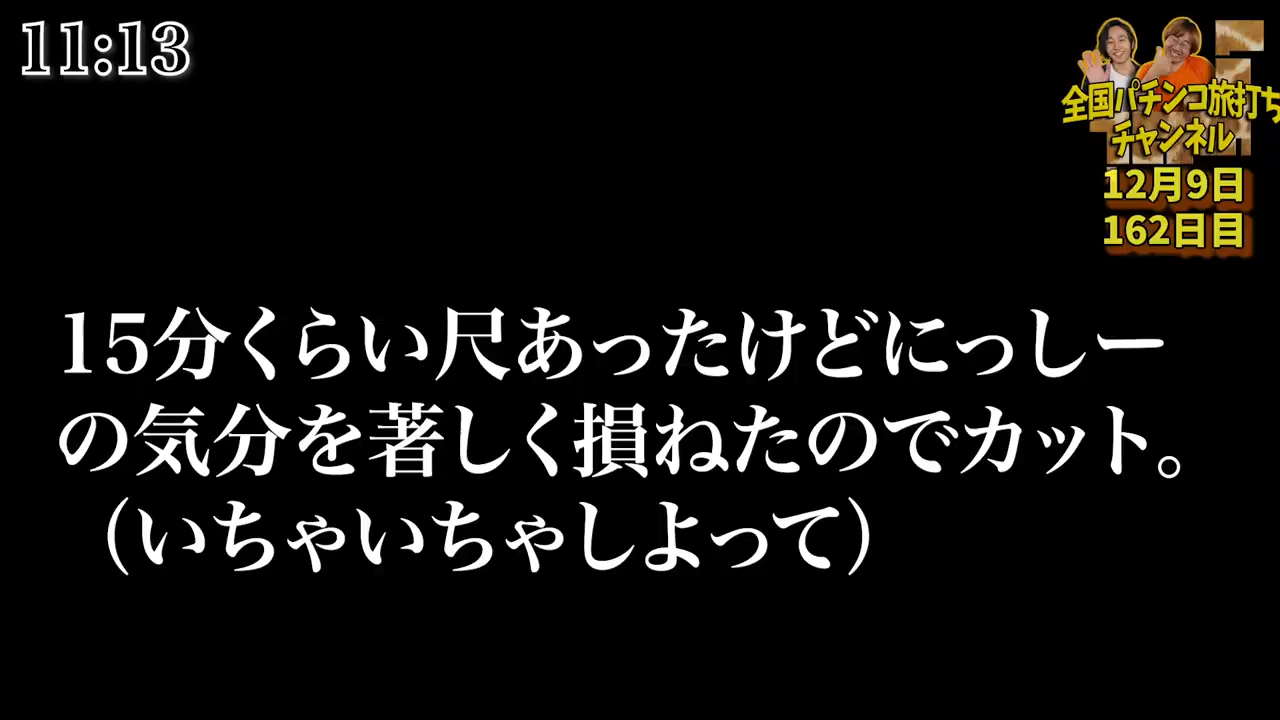 11:13
全国パチンコ旅打ち
チャンネル
12月9日
162日目
15分くらい尺あったけどにっしー
の気分を著しく損ねたのでカット。
（いちゃいちゃしよって）